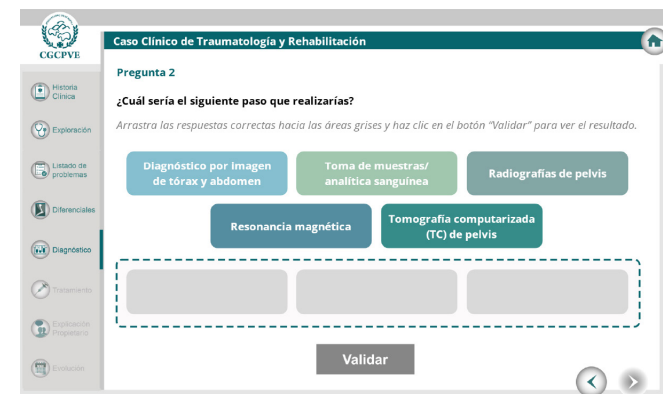 CGCPVE
Caso Clínico de Traumatología y Rehabilitación
Pregunta 2
¿Cuál sería el siguiente paso que realizarías?
Arrastra las respuestas correctas hacia las áreas grises y haz clic en el botón “Validar” para ver el resultado.
Historia
Clínica
Exploración
Listado de
problemas
Diferenciales
Diagnóstico
Tratamiento
Explicación
Propietario
Evolución
Diagnóstico por imagen
de tórax y abdomen
Toma de muestras/
analítica sanguínea
Radiografías de pelvis
Resonancia magnética
Tomografía computarizada
(TC) de pelvis
Validar